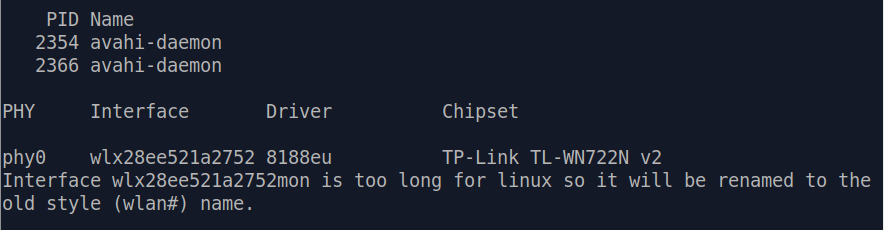 PID Name
2354 avahi-daemon
2366 avahi-daemon
PHY Interface Driver Chipset
phy0 wlx28ee521a2752 8188eu TP-Link TL-WN722N v2
Interface wlx28ee521a2752mon is too long for linux so it will be renamed to the
old style (wlan#) name.